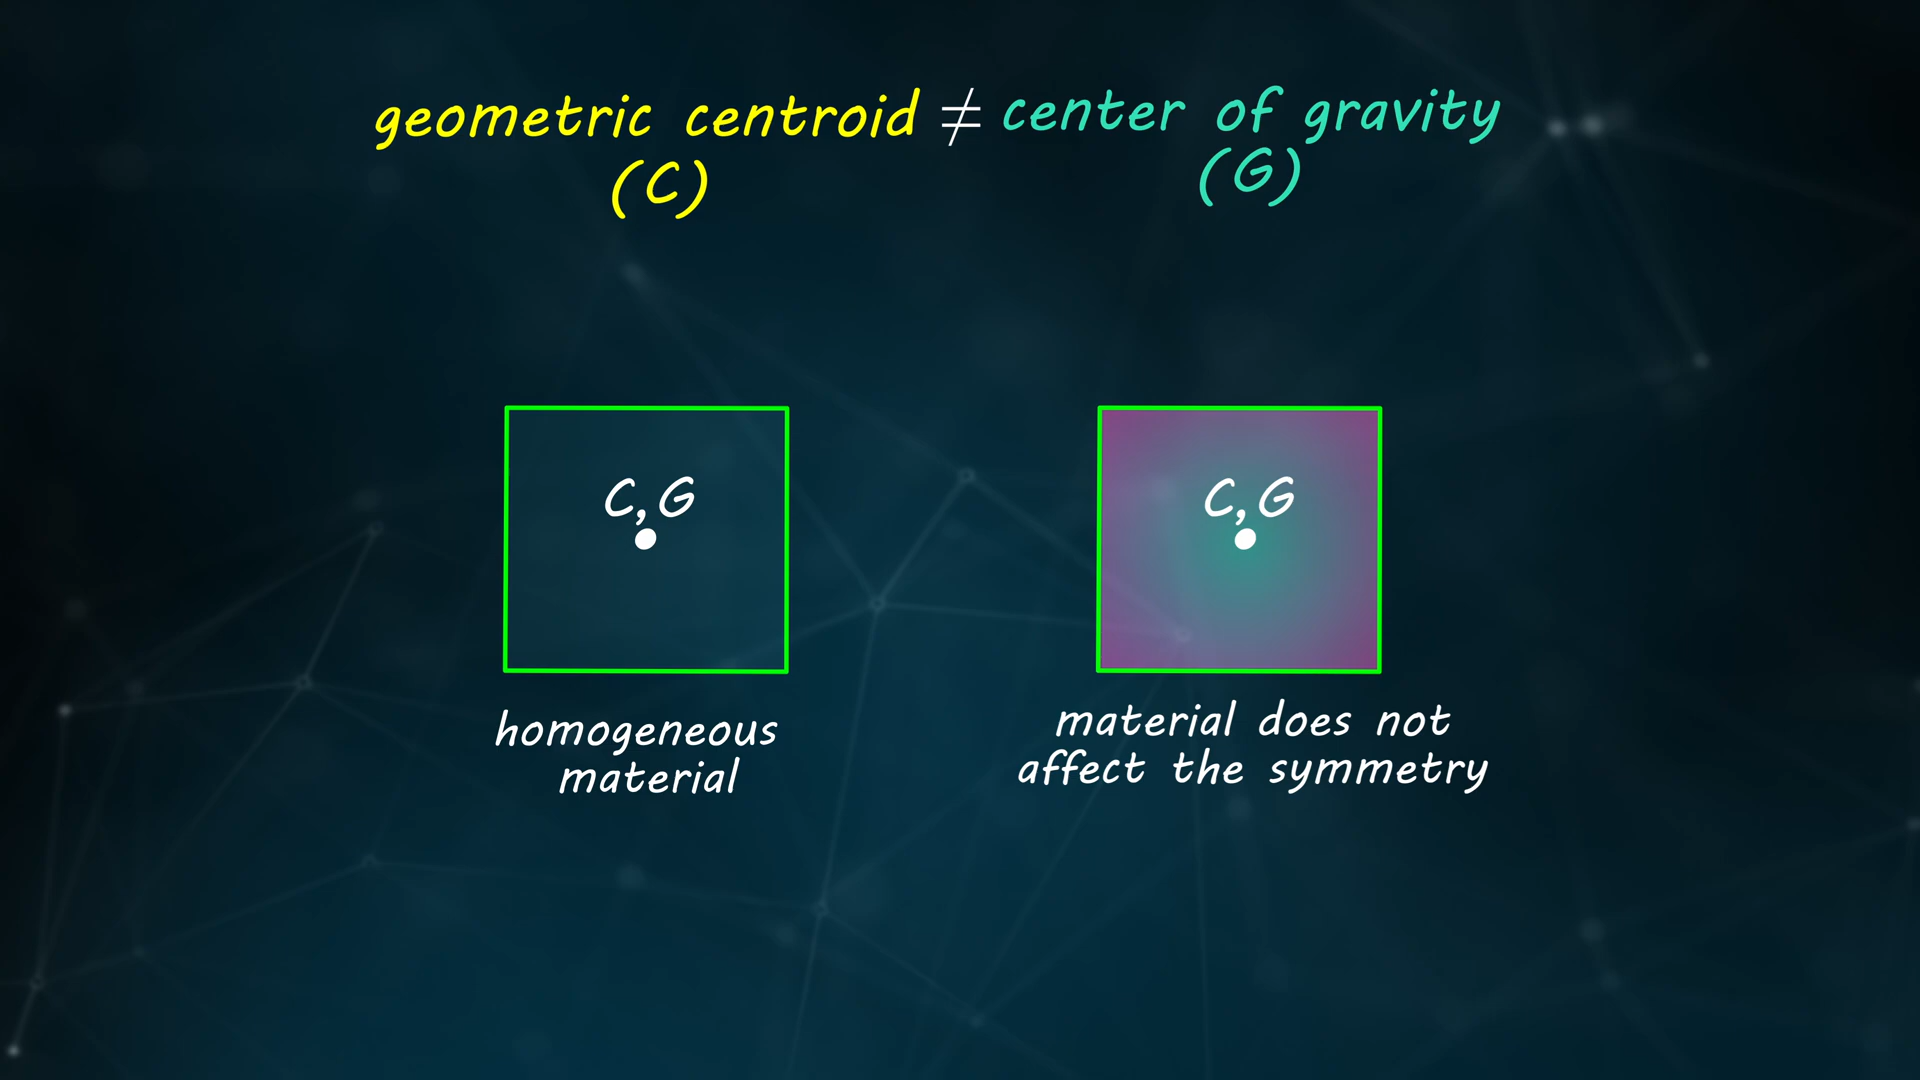 geometric centroid ≠ center of gravity
(C) (G)
C,G
C,G
homogeneous
material
material does not
affect the symmetry